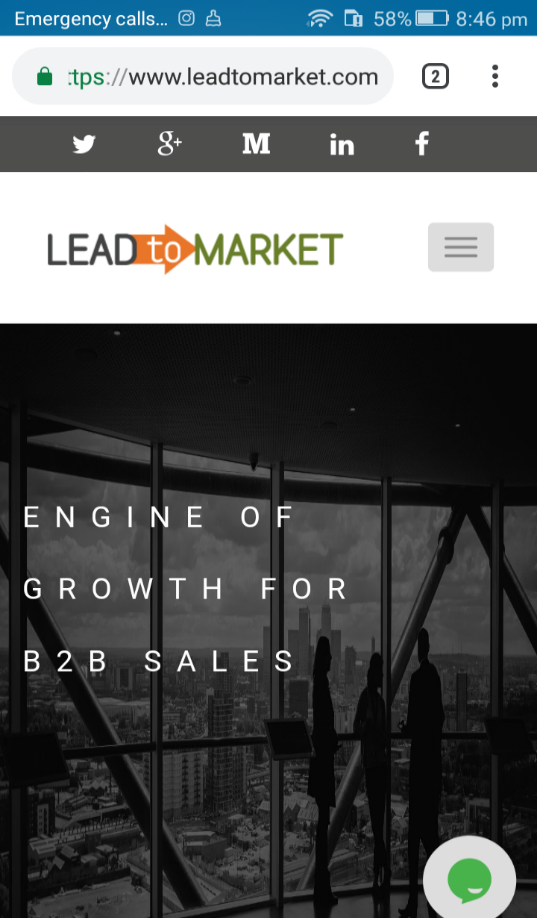 Emergency calls... 58% 8:46 pm
:tps://www.leadtomarket.com 2
g+ M in f
LEAD to MARKET
ENGINE OF
GROWTH FOR
B2B SALES